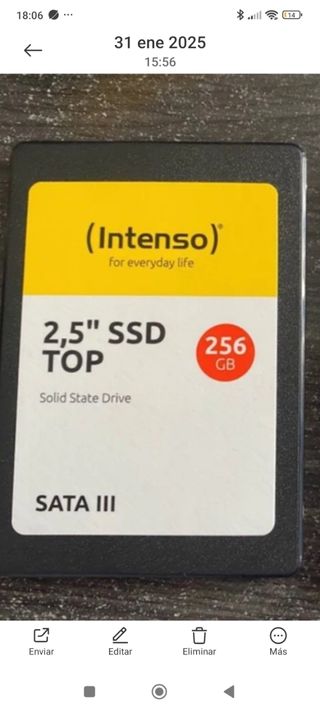 18:06
14
31 ene 2025
15:56
(Intenso)®
for everyday life
2,5" SSD
TOP
256
GB
Solid State Drive
SATA III
Enviar
Editar
Eliminar
Más